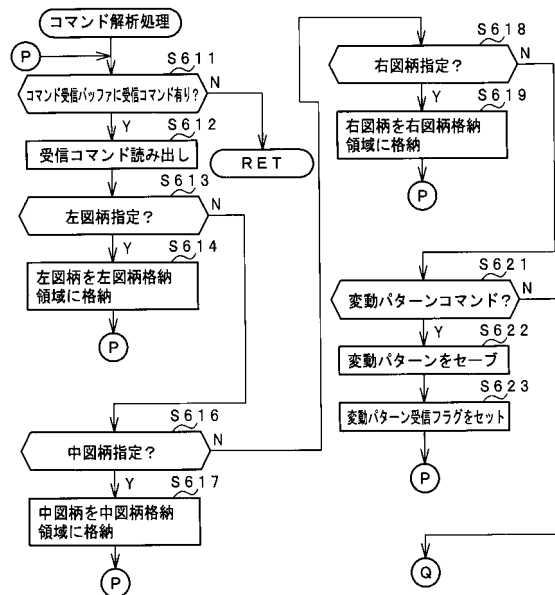 コマンド解析処理
P
S611
コマンド受信バッファに受信コマンド有り?
N
Y
S612
受信コマンド読み出し
RET
S613
左図柄指定?
N
Y
S614
左図柄を左図柄格納
領域に格納
P
S616
中図柄指定?
N
Y
S617
中図柄を中図柄格納
領域に格納
P
S618
右図柄指定?
N
Y
S619
右図柄を右図柄格納
領域に格納
P
S621
変動パターンコマンド?
N
Y
S622
変動パターンをセーブ
S623
変動パターン受信フラグをセット
P
Q